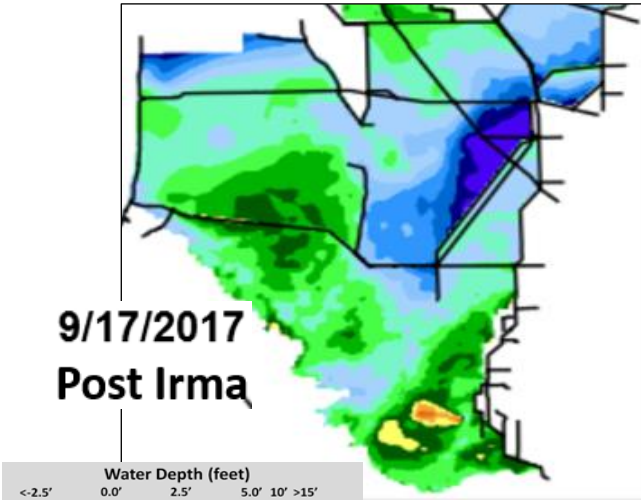 9/17/2017
Post Irma
Water Depth (feet)
<-2.5' 0.0' 2.5' 5.0' 10' >15'